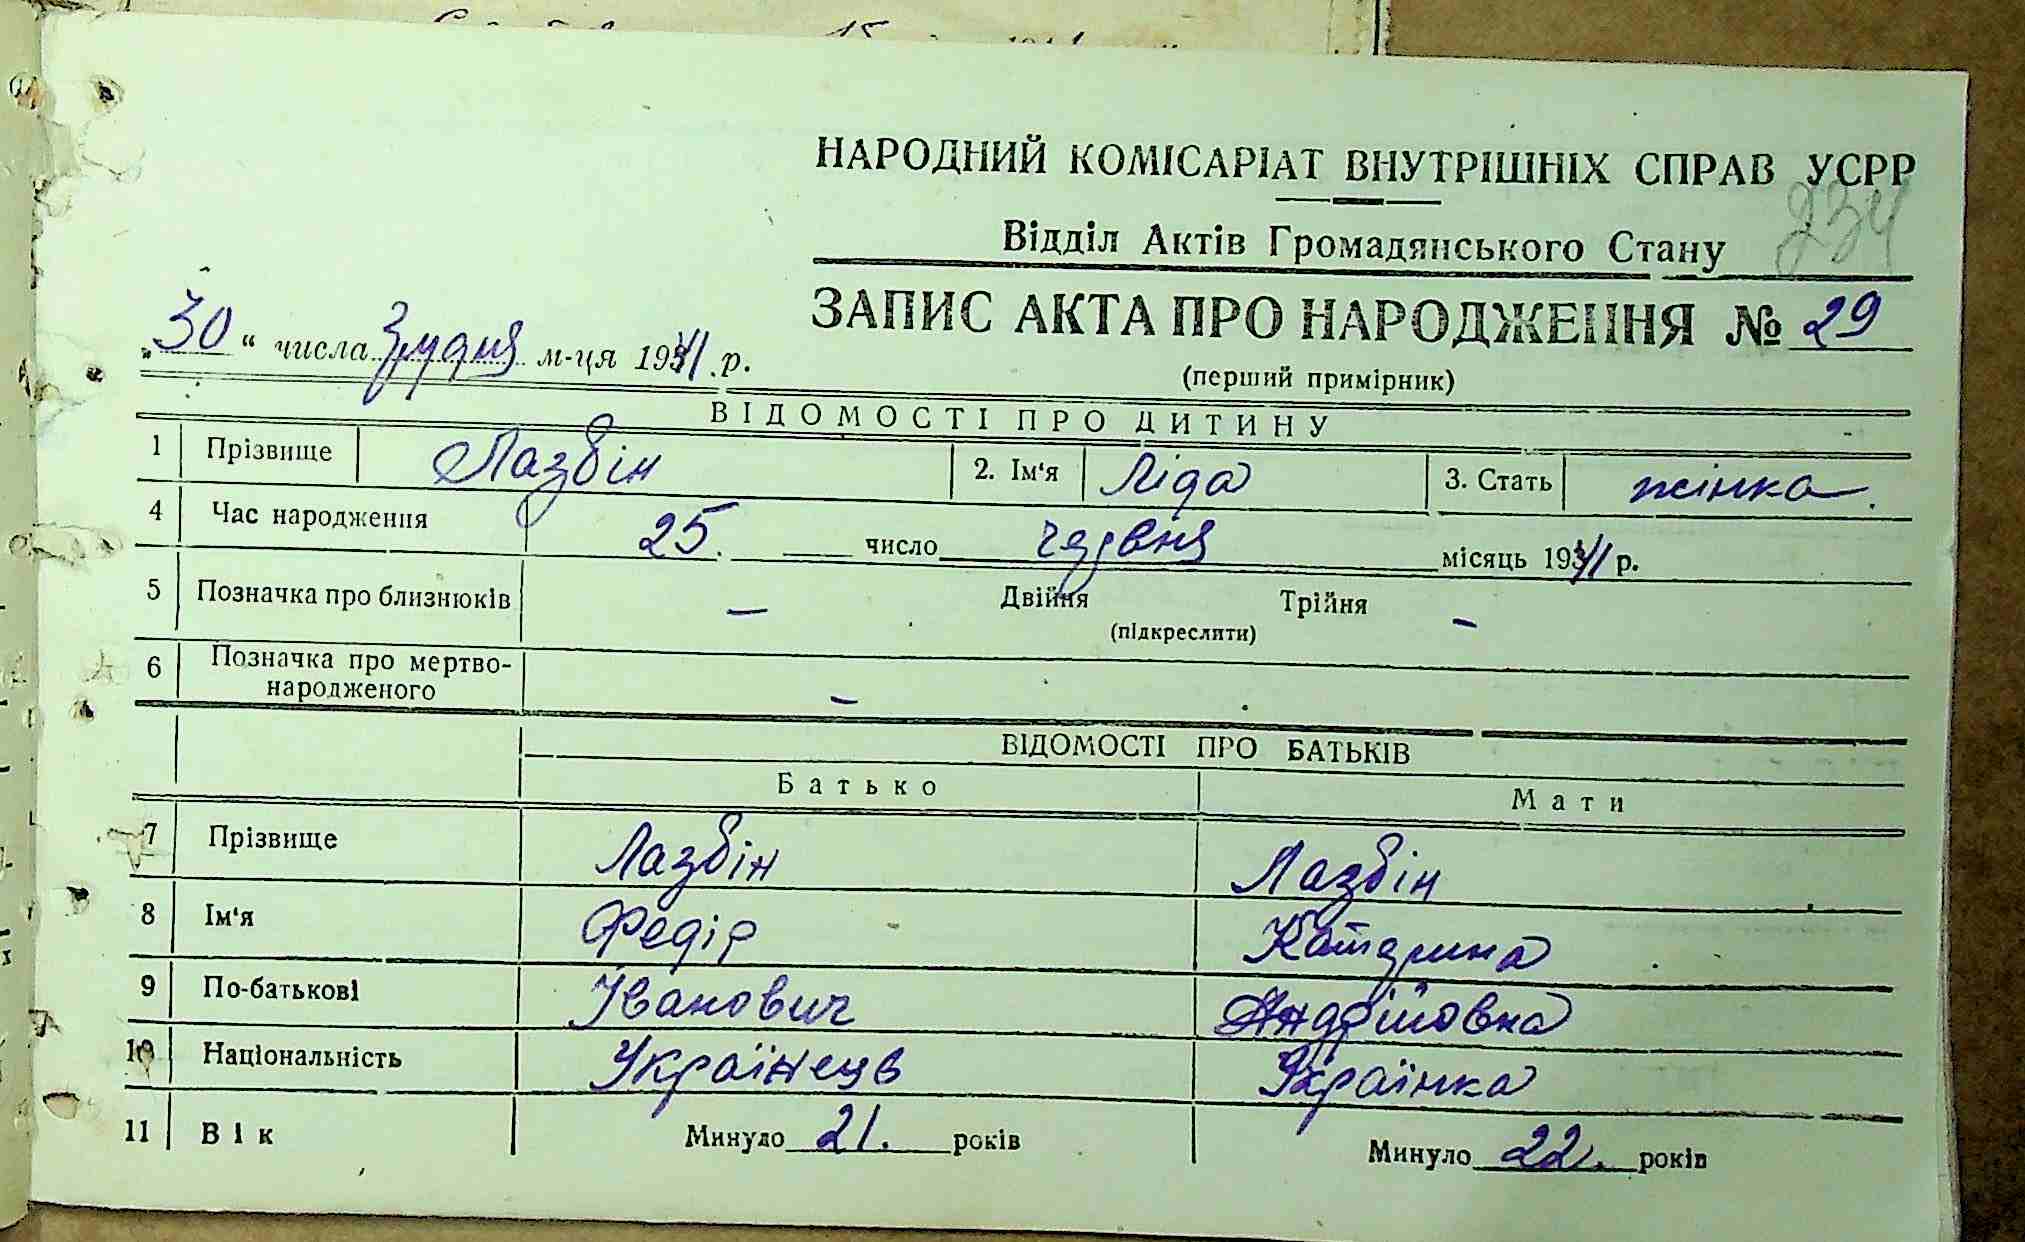 НАРОДНИЙ КОМІСАРІАТ ВНУТРІШНІХ СПРАВ УСРР
234
Відділ Актів Громадянського Стану
ЗАПИС АКТА ПРО НАРОДЖЕННЯ № 29
(перший примірник)
„30“ числа Грудня м-ця 1941 р.
ВІДОМОСТІ ПРО ДИТИНУ
1 Прізвище Лазбін 2. Ім'я Ліда 3. Стать жінка.
4 Час народження 25. число червня місяць 1941 р.
5 Позначка про близнюків — Двійня Трійня —
(підкреслити)
6 Позначка про мертво-
народженого —
ВІДОМОСТІ ПРО БАТЬКІВ
Батько Мати
7 Прізвище Лазбін Лазбін
8 Ім'я Федір Катерина
9 По-батькові Іванович Андрійовна
10 Національність Українець Українка
11 Вік Минуло 21. років Минуло 22. років